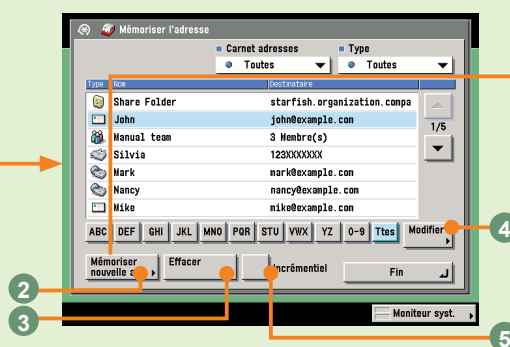 Mémoriser l'adresse
Carnet adresses Type
Toutes Toutes
Type Nom Destinataire
Share Folder starfish.organization.compa
John john@example.com
Manual team 3 Membre(s)
Silvia 123XXXXXXX
Mark mark@example.com
Nancy nancy@example.com
Mike mike@example.com
1/5
ABC DEF GHI JKL MNO PQR STU VWX YZ 0-9 Ttes Modifier
Mémoriser nouvelle a Effacer Incrémentiel Fin
Moniteur syst.
2
3
4
5